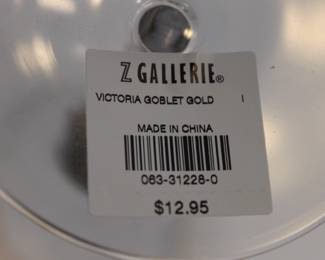 Z GALLERIE®
VICTORIA GOBLET GOLD I
MADE IN CHINA
063-31228-0
$12.95